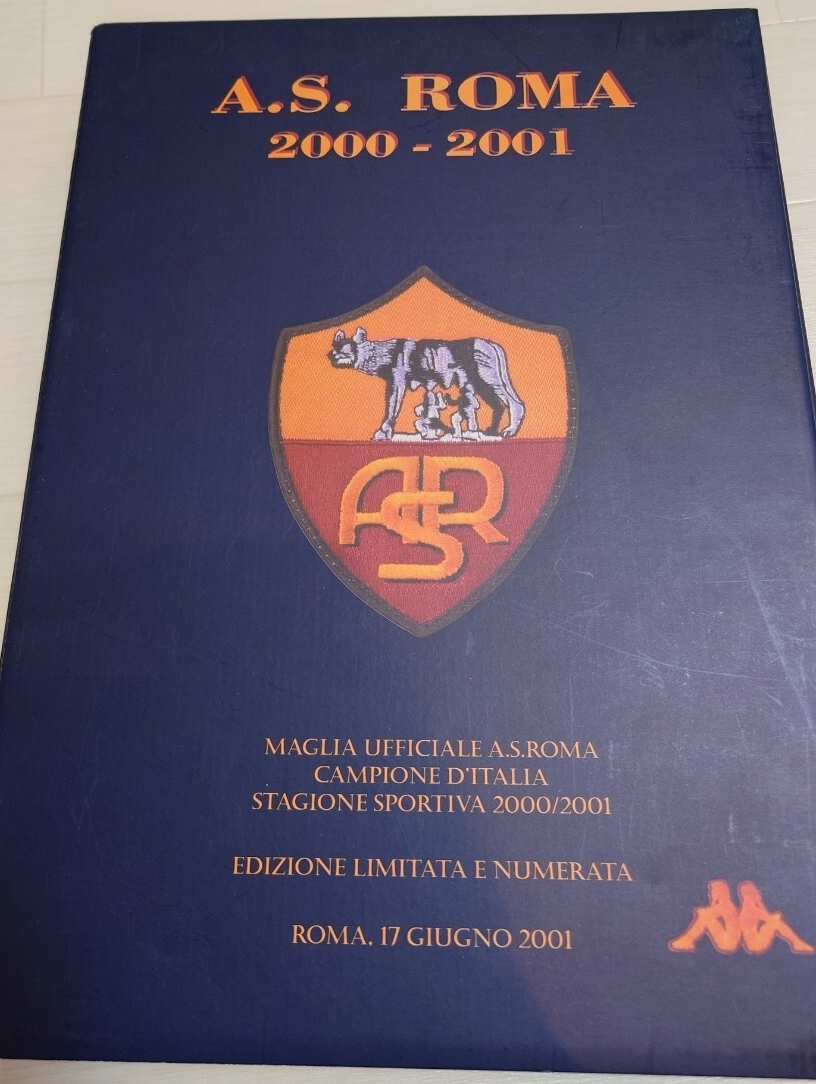 A.S. ROMA
2000 - 2001
ASR
MAGLIA UFFICIALE A.S.ROMA
CAMPIONE D'ITALIA
STAGIONE SPORTIVA 2000/2001
EDIZIONE LIMITATA E NUMERATA
ROMA, 17 GIUGNO 2001